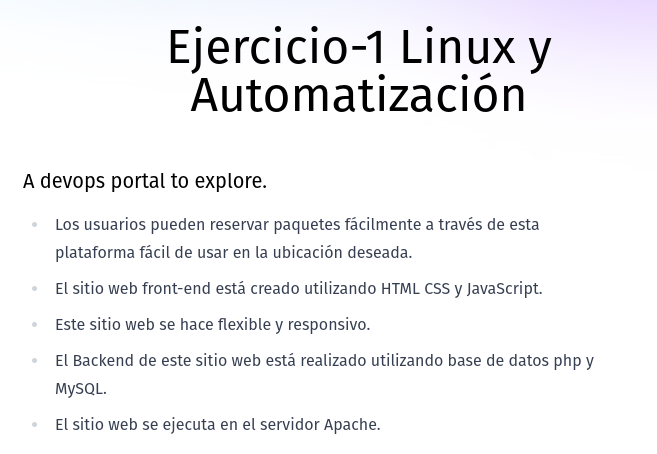 Ejercicio-1 Linux y
Automatización
A devops portal to explore.
Los usuarios pueden reservar paquetes fácilmente a través de esta
plataforma fácil de usar en la ubicación deseada.
El sitio web front-end está creado utilizando HTML CSS y JavaScript.
Este sitio web se hace flexible y responsivo.
El Backend de este sitio web está realizado utilizando base de datos php y
MySQL.
El sitio web se ejecuta en el servidor Apache.